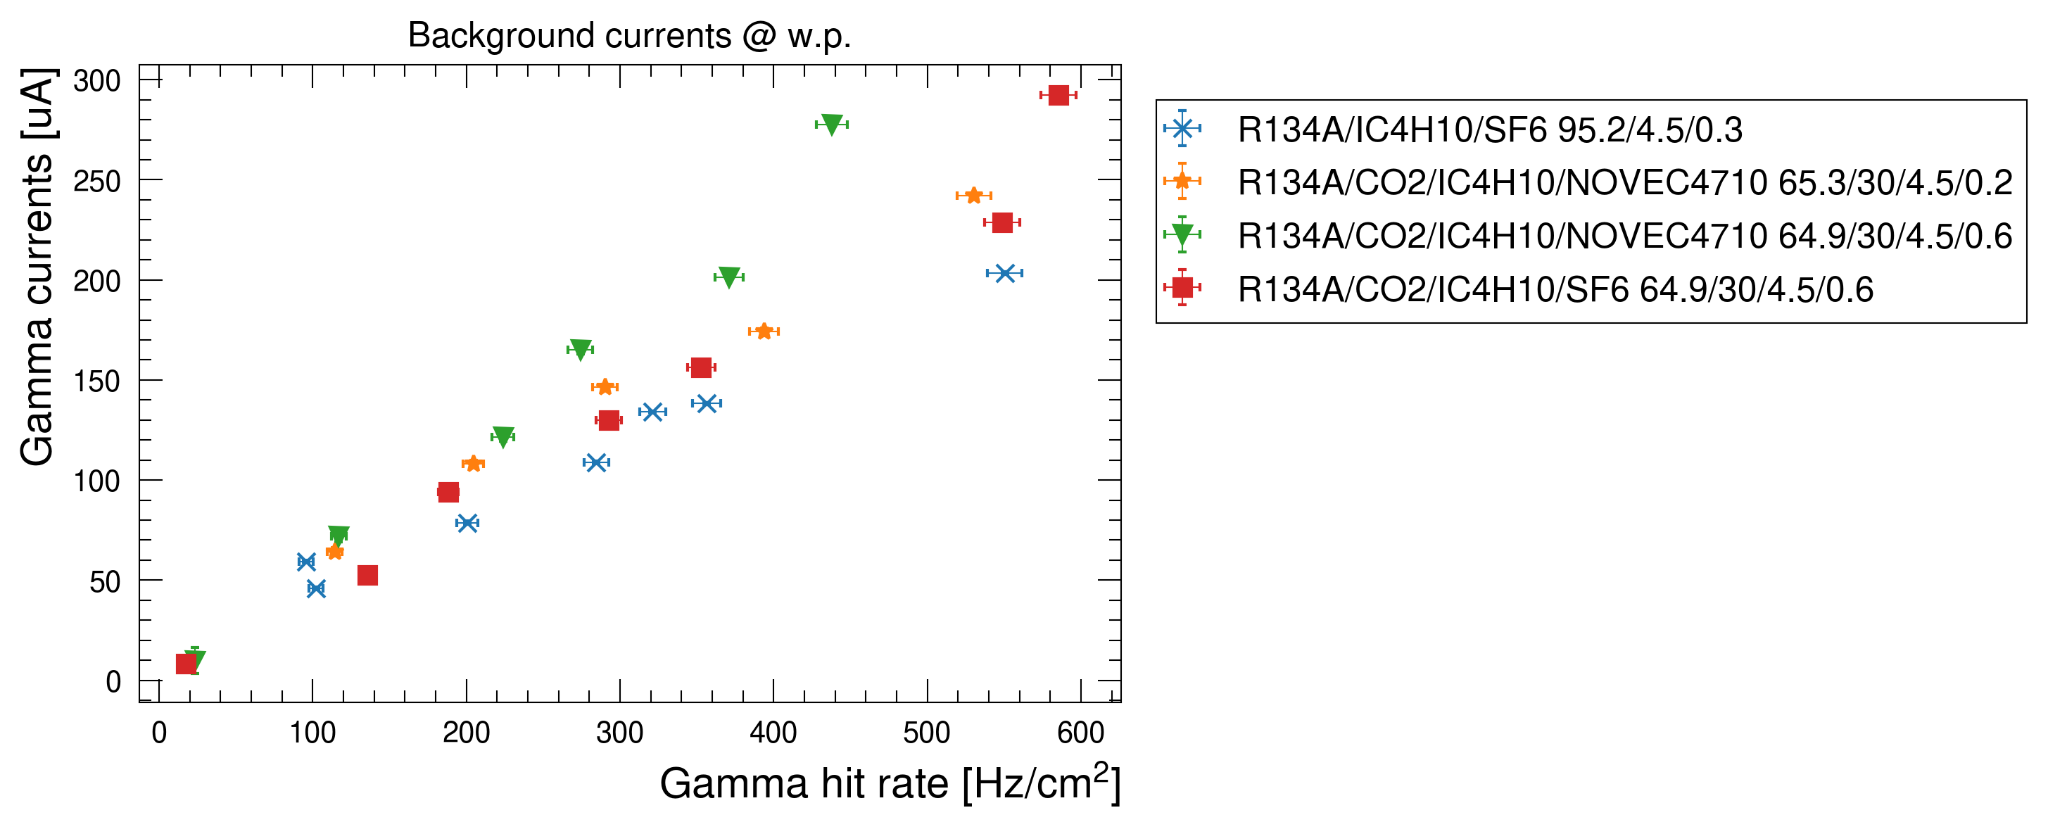 Background currents @ w.p.
Gamma currents [uA]
300
250
200
150
100
50
0
0 100 200 300 400 500 600
Gamma hit rate [Hz/cm²]
R134A/IC4H10/SF6 95.2/4.5/0.3
R134A/CO2/IC4H10/NOVEC4710 65.3/30/4.5/0.2
R134A/CO2/IC4H10/NOVEC4710 64.9/30/4.5/0.6
R134A/CO2/IC4H10/SF6 64.9/30/4.5/0.6